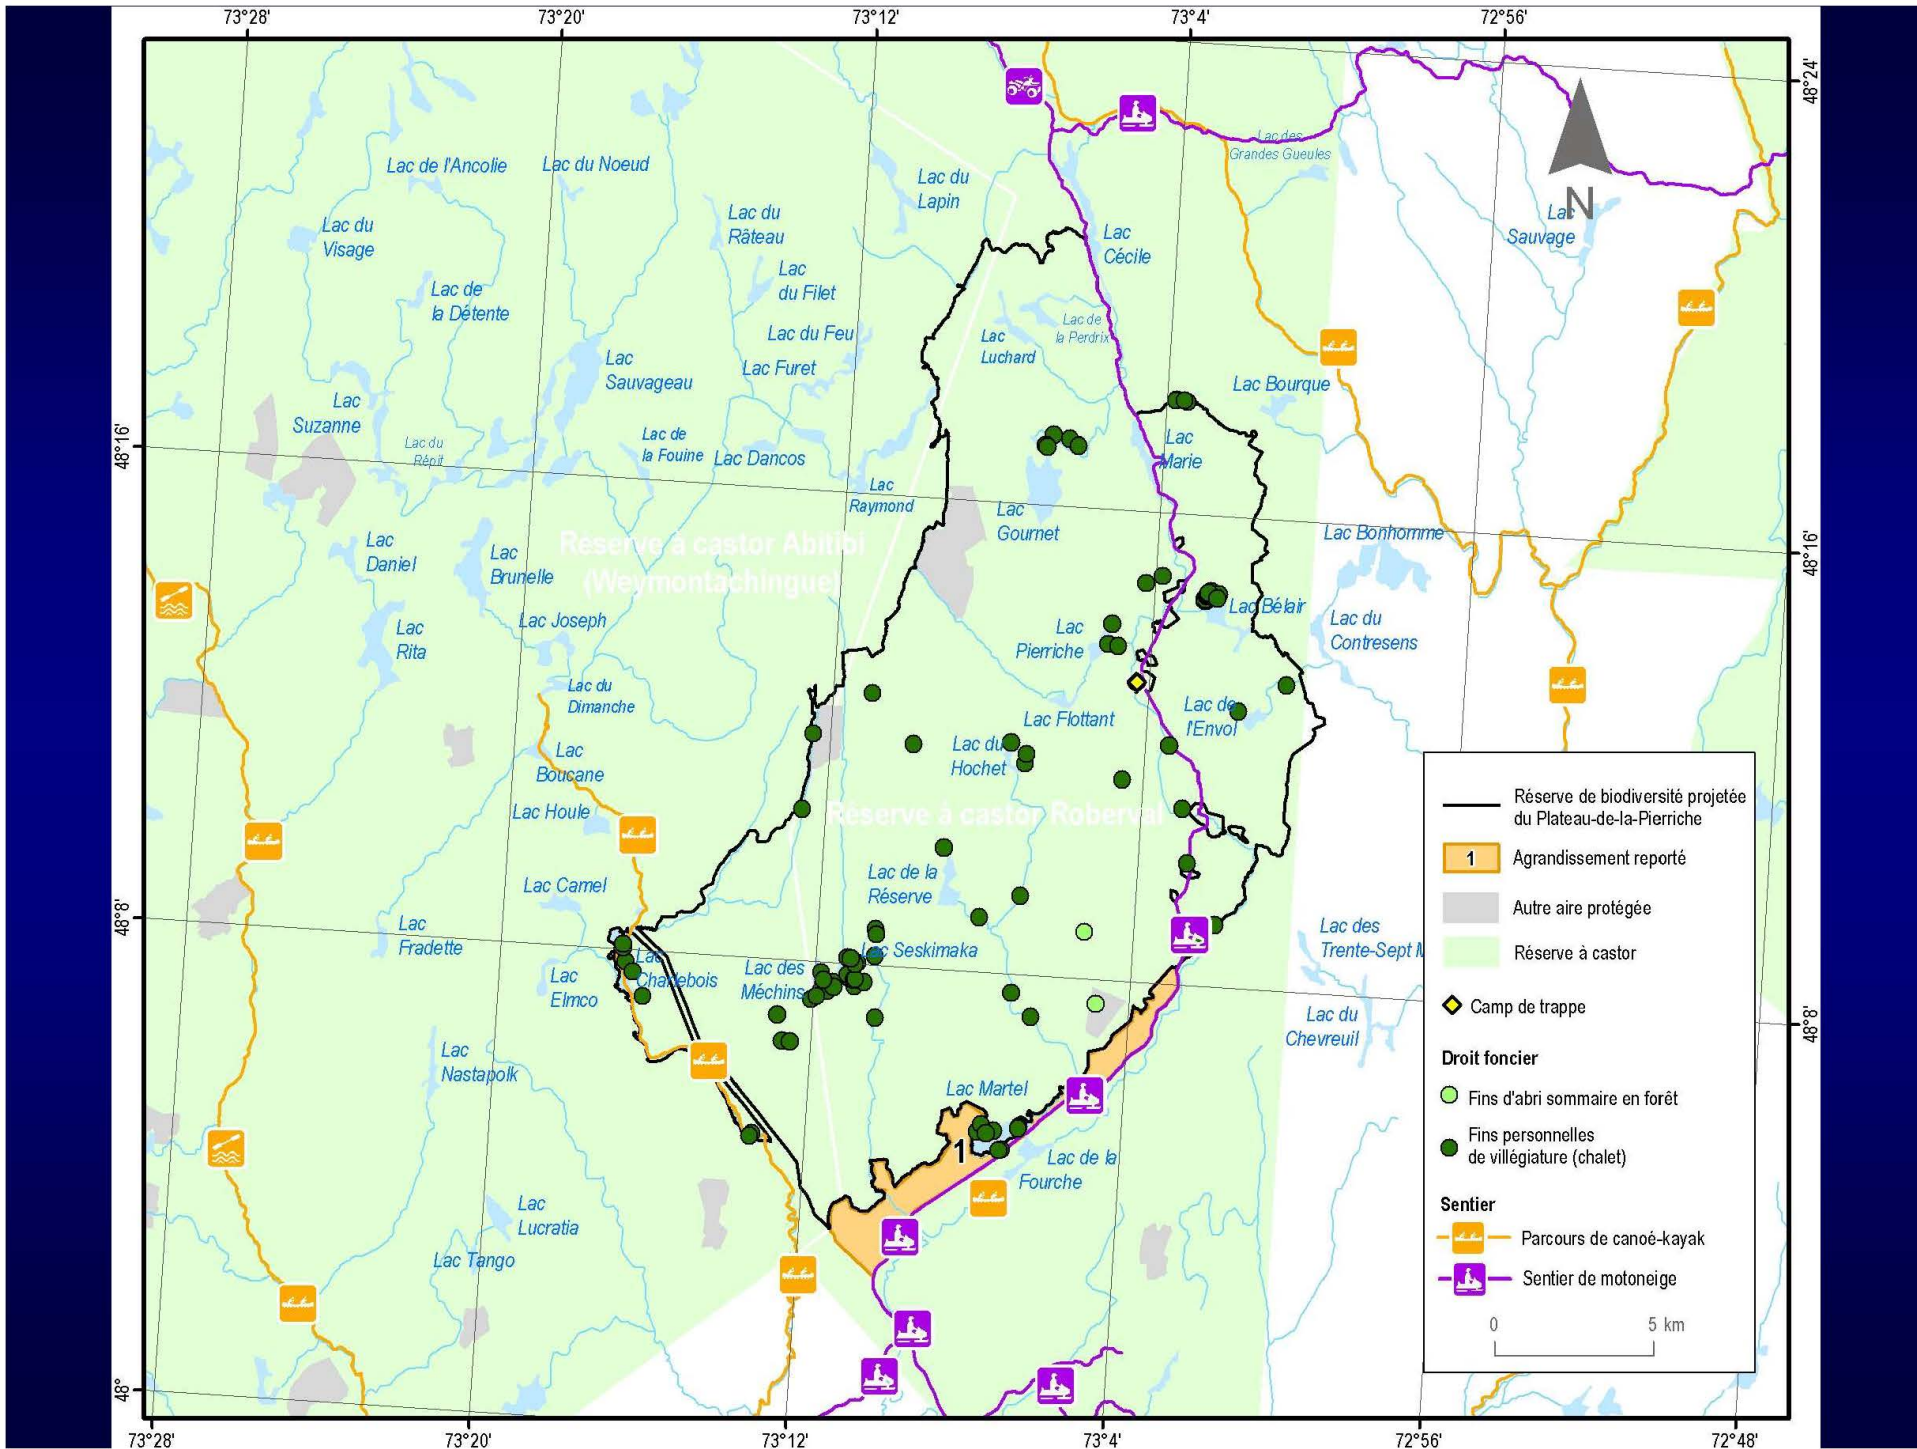 73°28'
73°20'
73°12'
73°4'
72°56'
48°24'
Lac des
Grandes Gueules
Lac de l'Ancolie
Lac du Noeud
Lac du
Lapin
N
Lac du
Visage
Lac du
Râteau
Lac
Cécile
Lac
Sauvage
Lac de
la Détente
Lac
du Filet
Lac du Feu
Lac
Luchard
Lac de
la Perdrix
Lac
Sauvageau
Lac Furet
Lac Bourque
Lac
Suzanne
Lac du
Répit
Lac de
la Fouine
Lac Dancos
Lac
Marie
48°16'
Lac
Raymond
Lac
Gournet
Lac Bonhomme
48°16'
Lac
Daniel
Lac
Brunelle
Réserve à castor Abitibi
(Weymontachingue)
Lac Joseph
Lac Bélair
Lac du
Contresens
Lac
Rita
Lac
Pierriche
Lac du
Dimanche
Lac Flottant
Lac de
l'Envol
Lac
Boucane
Lac du
Hochet
Lac Houle
Réserve à castor Roberval
Lac Camel
Lac de la
Réserve
48°8'
Lac
Fradette
Lac
Elmco
Lac
Charlebois
Lac des
Méchins
Lac Seskimaka
Lac des
Trente-Sept M
Lac du
Chevreuil
48°8'
Lac
Nastapolk
Lac Martel
1
Lac de la
Fourche
Lac
Lucratia
Lac Tango
48°
Réserve de biodiversité projetée
du Plateau-de-la-Pierriche
1 Agrandissement reporté
Autre aire protégée
Réserve à castor
Camp de trappe
Droit foncier
Fins d'abri sommaire en forêt
Fins personnelles
de villégiature (chalet)
Sentier
Parcours de canoé-kayak
Sentier de motoneige
0 5 km
73°28'
73°20'
73°12'
73°4'
72°56'
72°48'